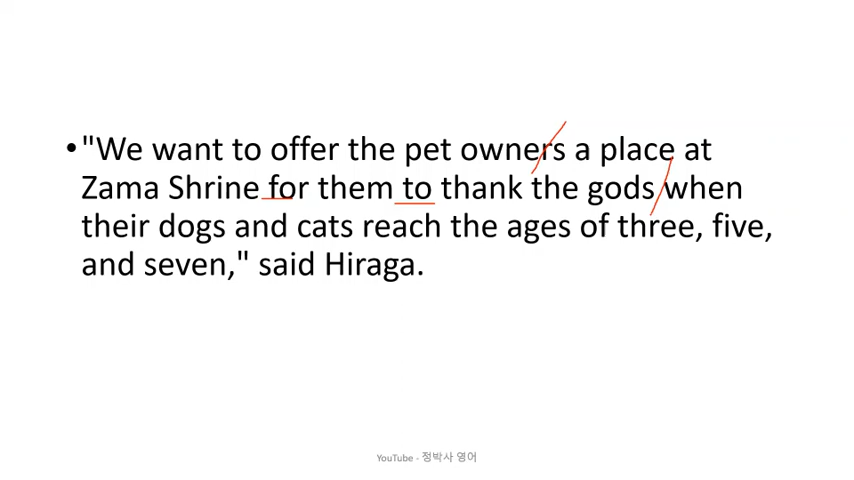 •"We want to offer the pet owners a place at
Zama Shrine for them to thank the gods when
their dogs and cats reach the ages of three, five,
and seven," said Hiraga.
YouTube - 정박사 영어